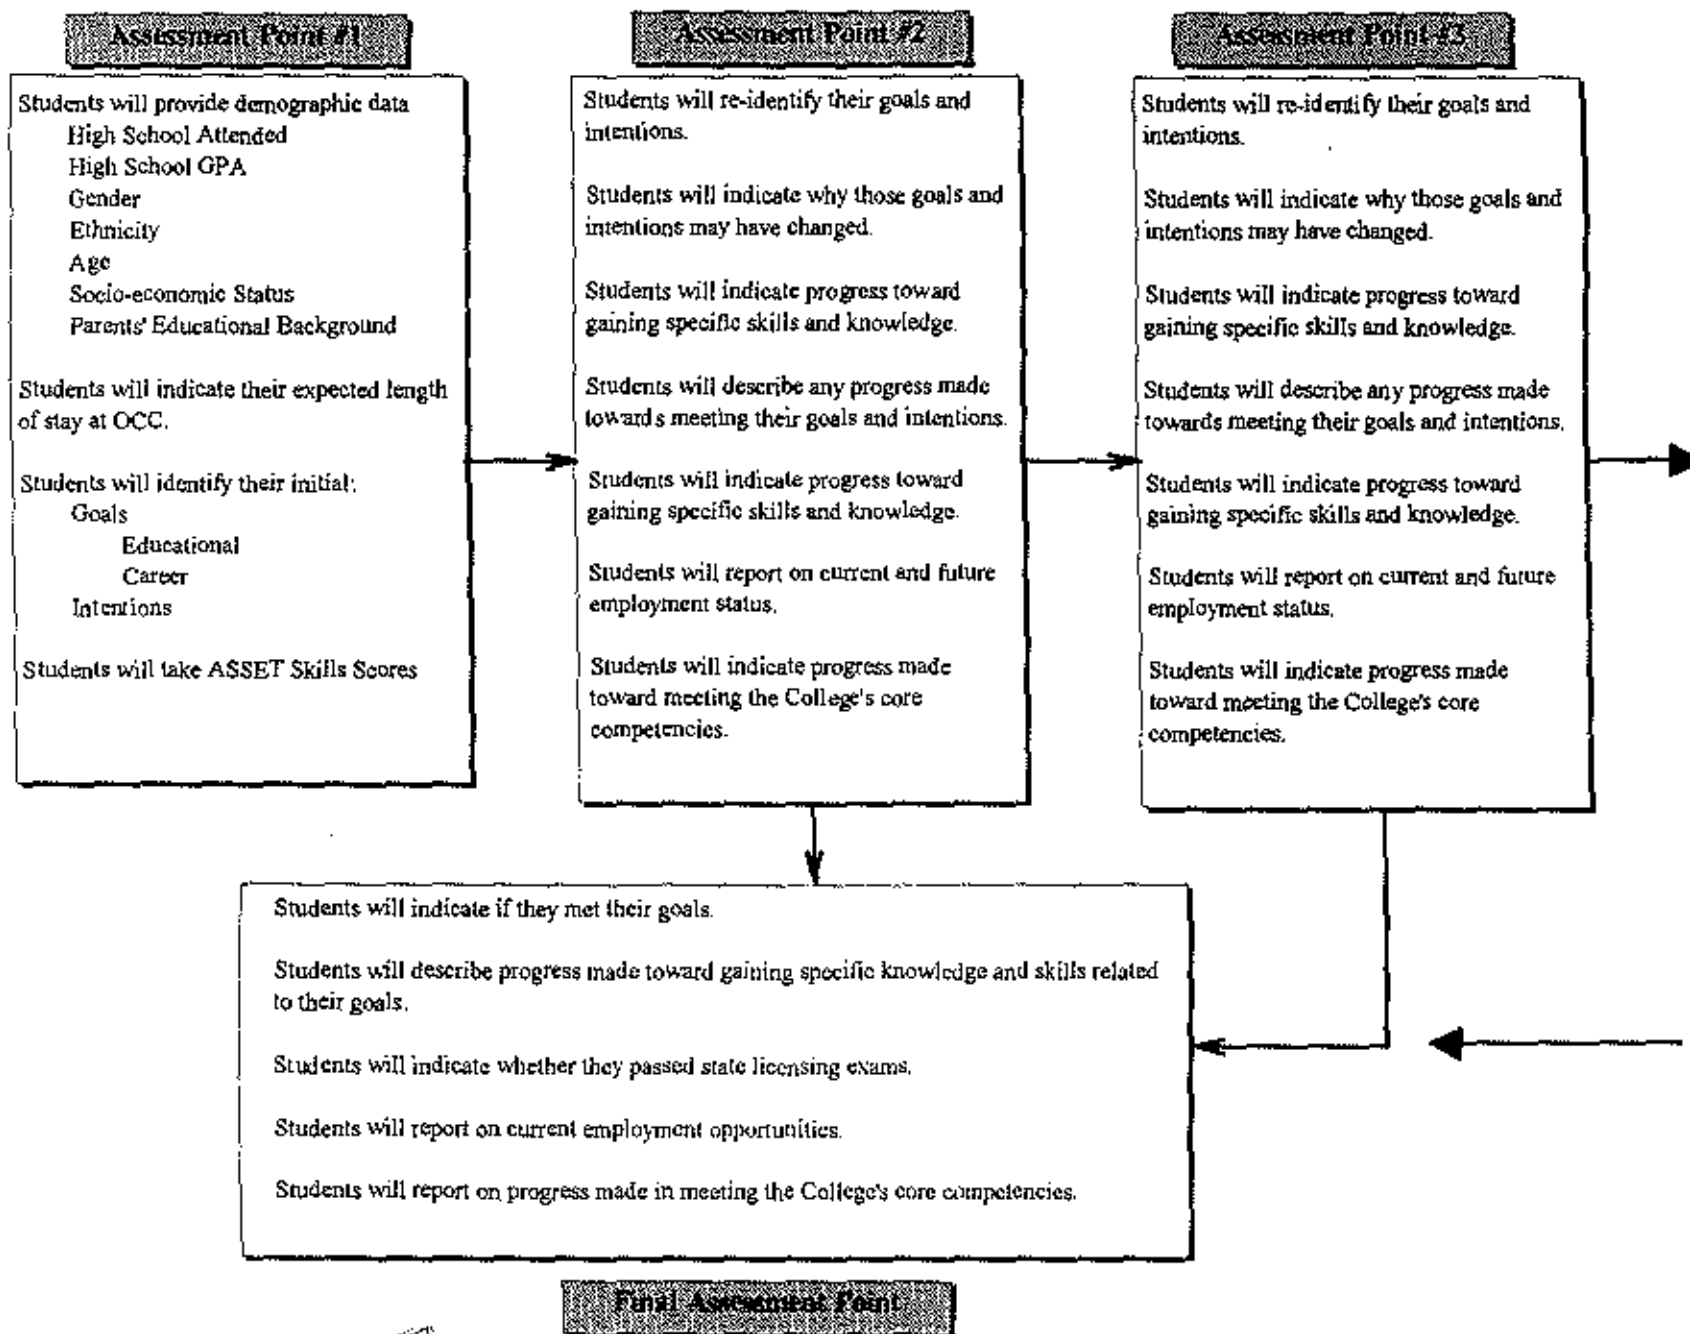 Assessment Point #1
Students will provide demographic data
High School Attended
High School GPA
Gender
Ethnicity
Age
Socio-economic Status
Parents' Educational Background
Students will indicate their expected length
of stay at OCC.
Students will identify their initial:
Goals
Educational
Career
Intentions
Students will take ASSET Skills Scores
Assessment Point #2
Students will re-identify their goals and
intentions.
Students will indicate why those goals and
intentions may have changed.
Students will indicate progress toward
gaining specific skills and knowledge.
Students will describe any progress made
towards meeting their goals and intentions.
Students will indicate progress toward
gaining specific skills and knowledge.
Students will report on current and future
employment status.
Students will indicate progress made
toward meeting the College's core
competencies.
Assessment Point #3
Students will re-identify their goals and
intentions.
Students will indicate why those goals and
intentions may have changed.
Students will indicate progress toward
gaining specific skills and knowledge.
Students will describe any progress made
towards meeting their goals and intentions.
Students will indicate progress toward
gaining specific skills and knowledge.
Students will report on current and future
employment status.
Students will indicate progress made
toward meeting the College's core
competencies.
Students will indicate if they met their goals.
Students will describe progress made toward gaining specific knowledge and skills related
to their goals.
Students will indicate whether they passed state licensing exams.
Students will report on current employment opportunities.
Students will report on progress made in meeting the College's core competencies.
Final Assessment Point